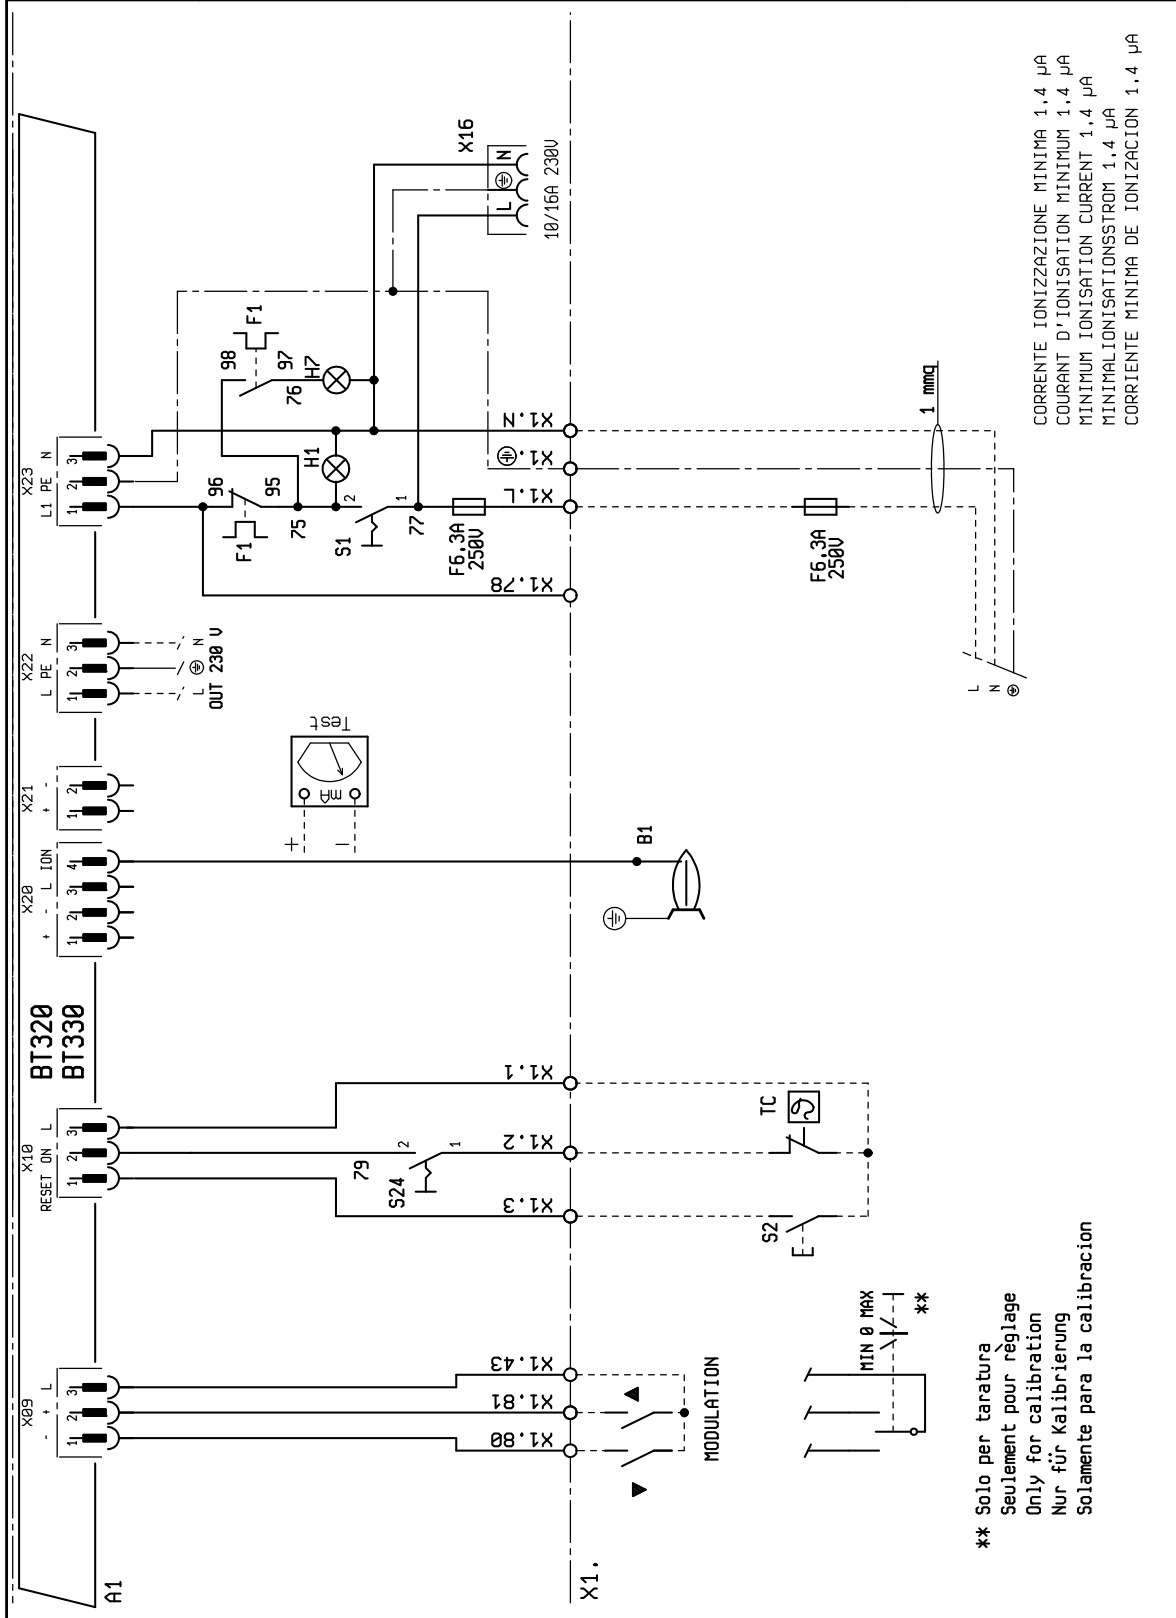 A1
BT320
BT330
X09
- + L
1 2 3
X10
RESET ON L
1 2 3
X20
+ - L ION
1 2 3 4
X21
+ -
1 2
X22
L PE N
1 2 3
X23
L1 PE N
1 2 3
L N
OUT 230 V
Test
mA
+ -
F1
96
95
98
F1
97
76
H7
75
H1
S1
2
1
77
F6,3A
250V
X16
L N
10/16A 230V
79
S24
2
1
X1.
X1.80
X1.81
X1.43
X1.3
X1.2
X1.1
X1.78
X1.L
X1.
X1.N
B1
MODULATION
S2
TC
F6,3A
250V
1 mmq
L
N
MIN 0 MAX
**
** Solo per taratura
Seulement pour règlage
Only for calibration
Nur für Kalibrierung
Solamente para la calibracion
CORRENTE IONIZZAZIONE MINIMA 1,4 µA
COURANT D'IONISATION MINIMUM 1,4 µA
MINIMUM IONISATION CURRENT 1,4 µA
MINIMALIONISATIONSSTROM 1,4 µA
CORRIENTE MINIMA DE IONIZACION 1,4 µA